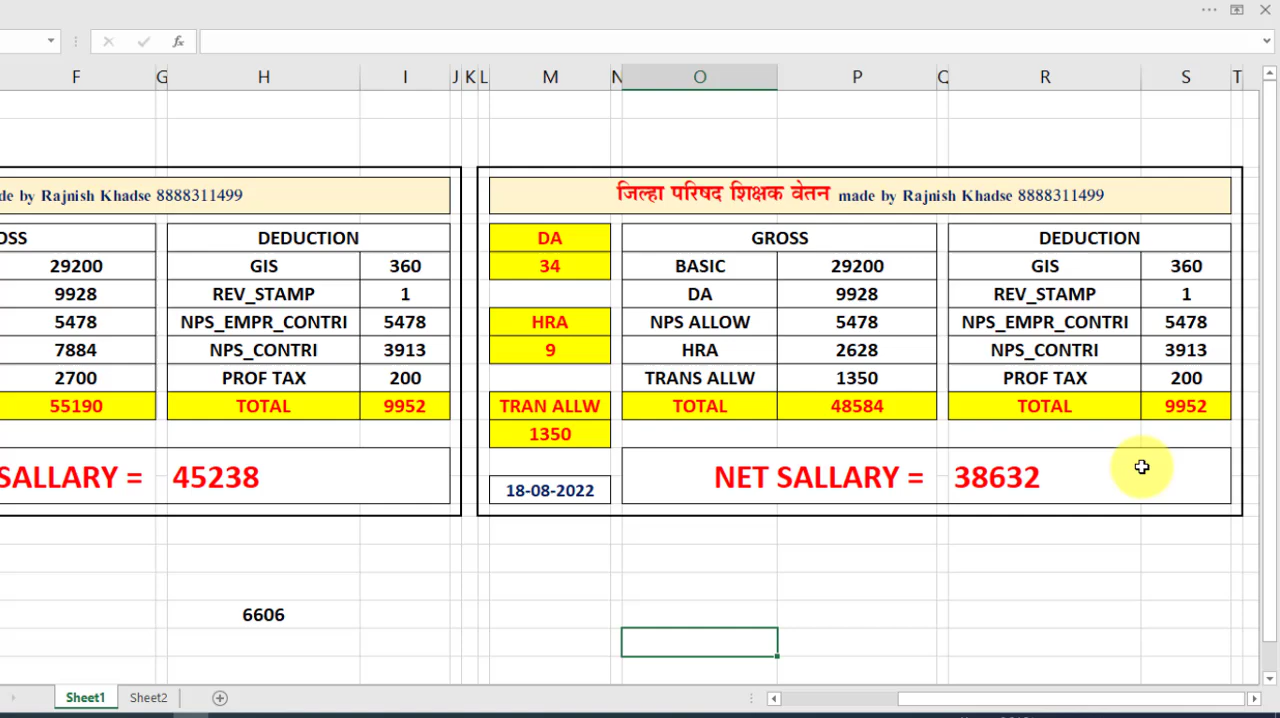 F G H I J K L M N O P Q R S T
de by Rajnish Khadse 8888311499
OSS DEDUCTION
29200 GIS 360
9928 REV_STAMP 1
5478 NPS_EMPR_CONTRI 5478
7884 NPS_CONTRI 3913
2700 PROF TAX 200
55190 TOTAL 9952
SALLARY = 45238
6606
जिल्हा परिषद शिक्षक वेतन made by Rajnish Khadse 8888311499
DA GROSS DEDUCTION
34 BASIC 29200 GIS 360
DA 9928 REV_STAMP 1
HRA NPS ALLOW 5478 NPS_EMPR_CONTRI 5478
9 HRA 2628 NPS_CONTRI 3913
TRANS ALLW 1350 PROF TAX 200
TRAN ALLW TOTAL 48584 TOTAL 9952
1350
NET SALLARY = 38632
18-08-2022
Sheet1 Sheet2